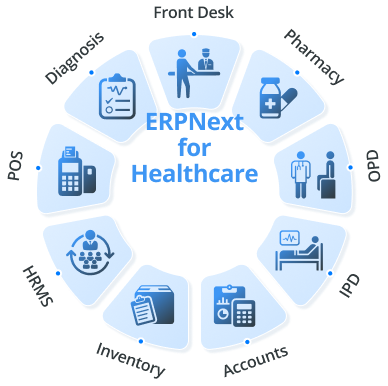 Front Desk
Pharmacy
OPD
IPD
Accounts
Inventory
HRMS
POS
Diagnosis
ERPNext
for
Healthcare